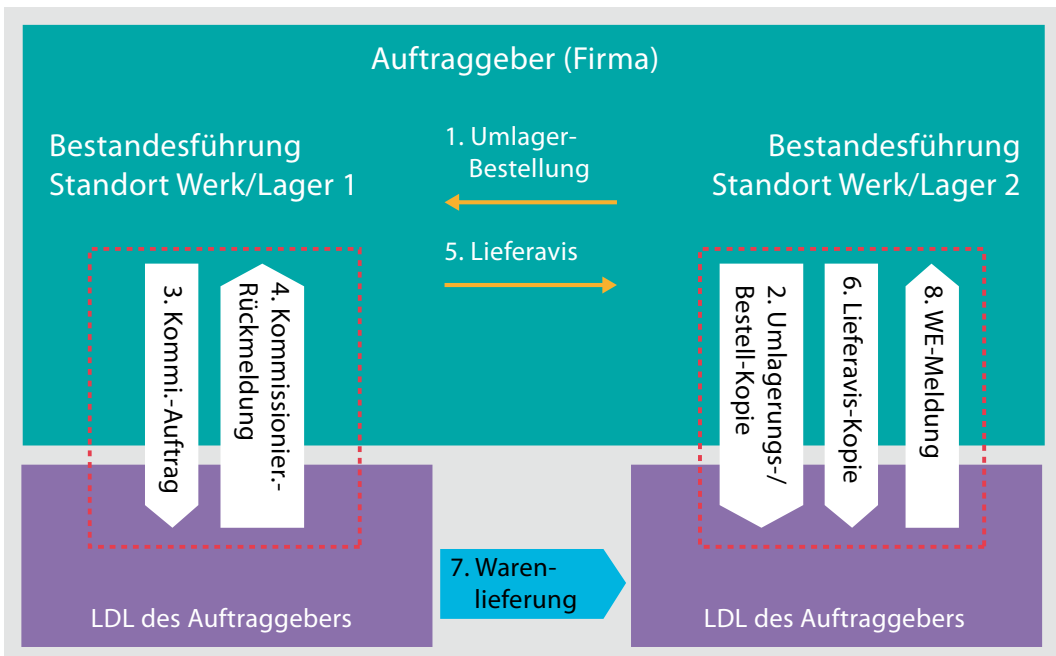 Auftraggeber (Firma)
Bestandesführung
Standort Werk/Lager 1
1. Umlager-
Bestellung
Bestandesführung
Standort Werk/Lager 2
5. Lieferavis
3. Kommi.-Auftrag
4. Kommissionier.-
Rückmeldung
2. Umlagerungs-/
Bestell-Kopie
6. Lieferavis-Kopie
8. WE-Meldung
7. Waren-
lieferung
LDL des Auftraggebers
LDL des Auftraggebers